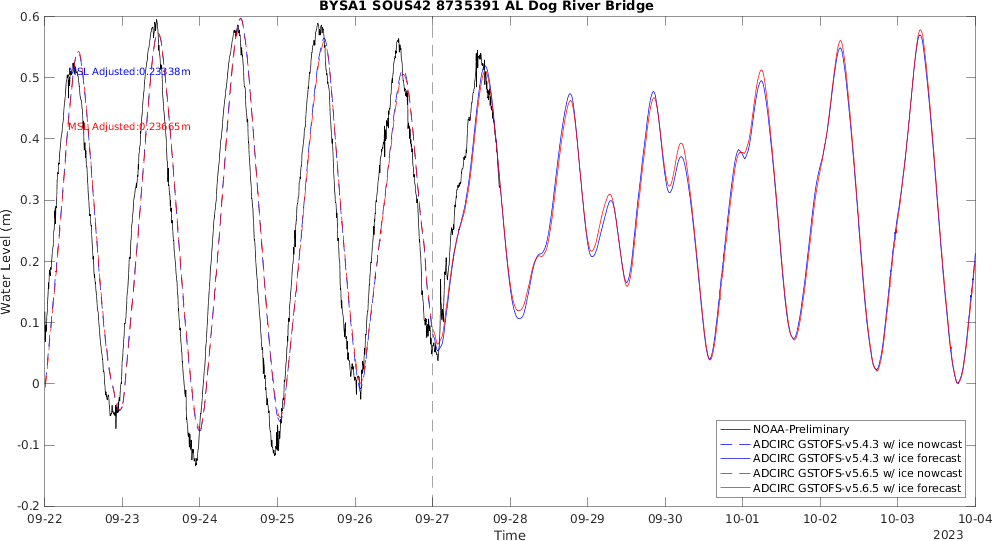 BYSA1 SOUS42 8735391 AL Dog River Bridge
0.6
0.5
0.4
0.3
0.2
0.1
0
-0.1
-0.2
Water Level (m)
MSL Adjusted:0.23338m
MSL Adjusted:0.23665m
NOAA-Preliminary
ADCIRC GSTOFS-v5.4.3 w/ ice nowcast
ADCIRC GSTOFS-v5.4.3 w/ ice forecast
ADCIRC GSTOFS-v5.6.5 w/ ice nowcast
ADCIRC GSTOFS-v5.6.5 w/ ice forecast
09-22 09-23 09-24 09-25 09-26 09-27 09-28 09-29 09-30 10-01 10-02 10-03 10-04
Time
2023